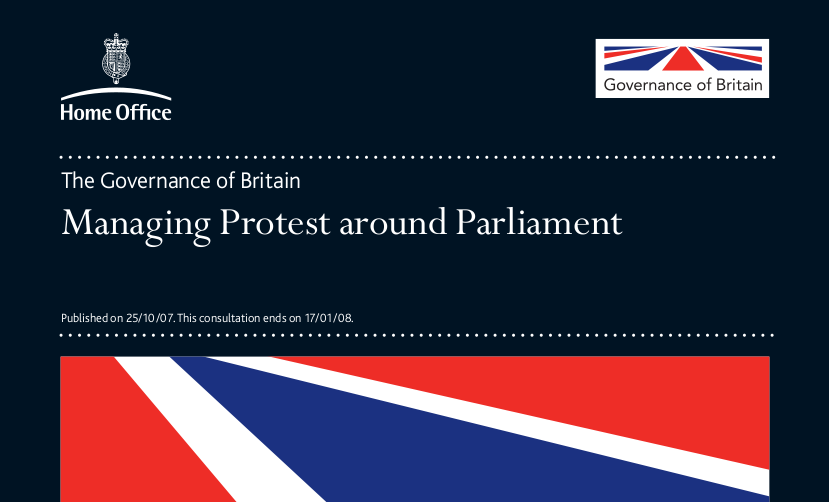 Home Office
Governance of Britain
The Governance of Britain
Managing Protest around Parliament
Published on 25/10/07. This consultation ends on 17/01/08.